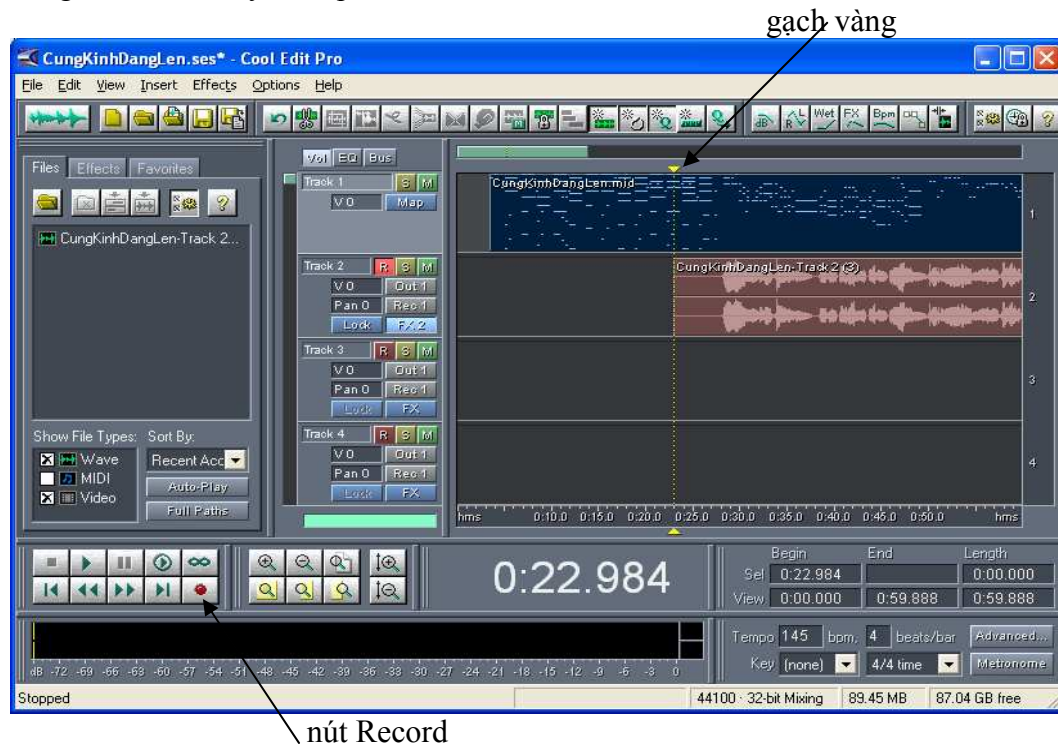 gạch vàng
CungKinhDangLen.ses* - Cool Edit Pro
File Edit View Insert Effects Options Help
Wet FX Bpm
dB R L
Files Effects Favorites
Vol EQ Bus
Track 1 S M
V 0 Map
CungKinhDangLen.mid
1
CungKinhDangLen-Track 2...
Track 2 R S M
V 0 Out 1
Pan 0 Rec 1
Lock FX 2
CungKinhDangLen-Track 2 (3)
2
Track 3 R S M
V 0 Out 1
Pan 0 Rec 1
Lock FX
3
Show File Types: Sort By:
Wave Recent Acc
MIDI Auto-Play
Video Full Paths
Track 4 R S M
V 0 Out 1
Pan 0 Rec 1
Lock FX
4
hms 0:10.0 0:15.0 0:20.0 0:25.0 0:30.0 0:35.0 0:40.0 0:45.0 0:50.0 hms
0:22.984
Begin End Length
Sel 0:22.984 0:00.000
View 0:00.000 0:59.888 0:59.888
Tempo 145 bpm, 4 beats/bar Advanced...
Key (none) 4/4 time Metronome
dB -72 -69 -66 -63 -60 -57 -54 -51 -48 -45 -42 -39 -36 -33 -30 -27 -24 -21 -18 -15 -12 -9 -6 -3 0
Stopped 44100 · 32-bit Mixing 89.45 MB 87.04 GB free
nút Record